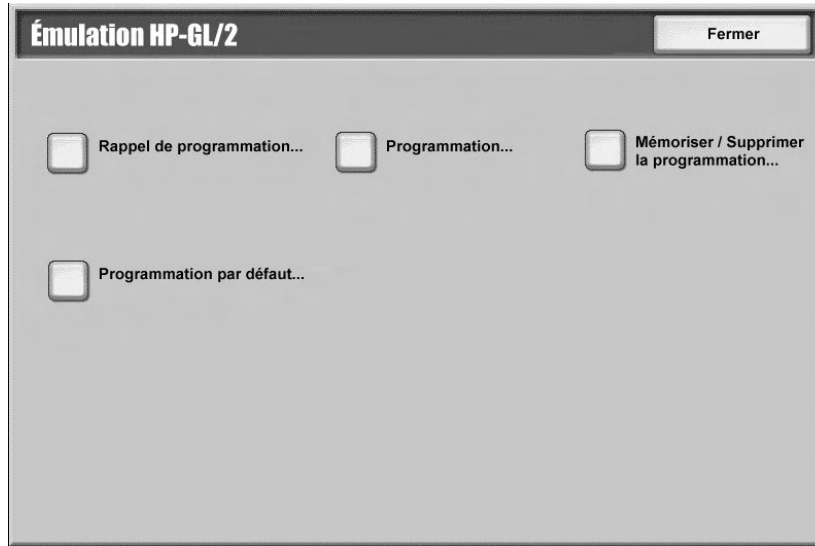 Émulation HP-GL/2
Fermer
Rappel de programmation...
Programmation...
Mémoriser / Supprimer
la programmation...
Programmation par défaut...